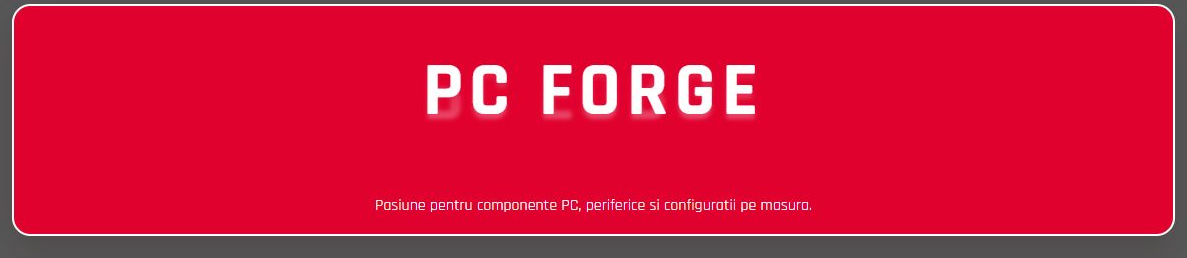 PC FORGE
Pasiune pentru componente PC, periferice si configuratii pe masura.